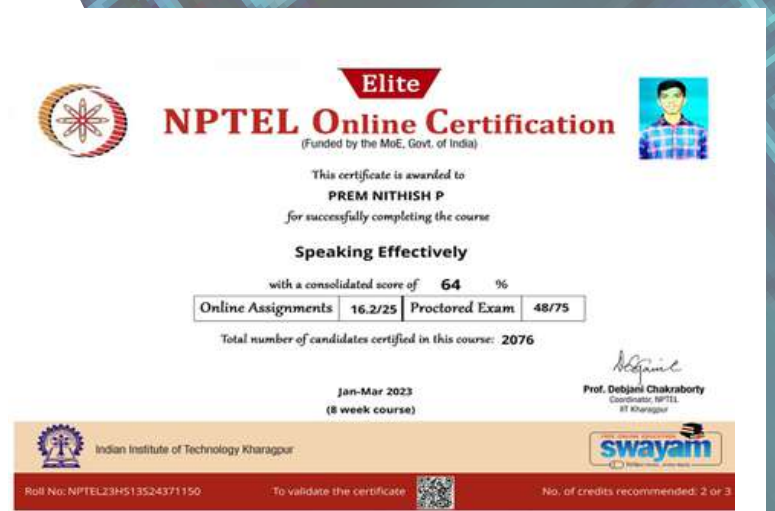 Elite
NPTEL Online Certification
(Funded by the MoE, Govt. of India)
This certificate is awarded to
PREM NITHISH P
for successfully completing the course
Speaking Effectively
with a consolidated score of 64 %
Online Assignments 16.2/25 Proctored Exam 48/75
Total number of candidates certified in this course: 2076
Jan-Mar 2023
(8 week course)
Prof. Debjani Chakraborty
Coordinator, NPTEL
IIT Kharagpur
Indian Institute of Technology Kharagpur
FREE ONLINE EDUCATION
swayam
Roll No: NPTEL23HS13S24371150 To validate the certificate No. of credits recommended: 2 or 3